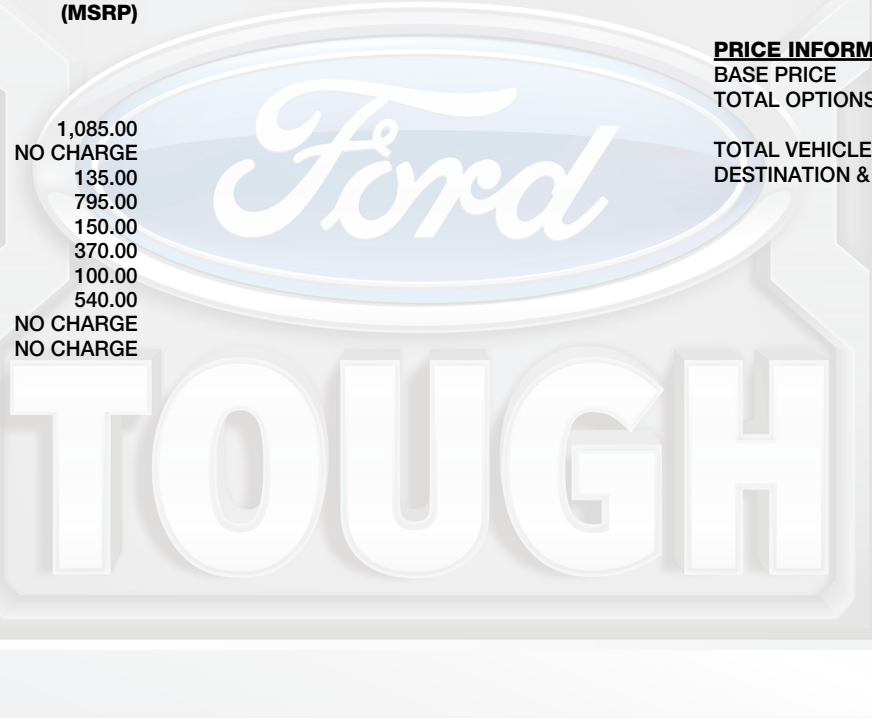 (MSRP)
1,085.00
NO CHARGE
135.00
795.00
150.00
370.00
100.00
540.00
NO CHARGE
NO CHARGE
PRICE INFORM
BASE PRICE
TOTAL OPTIONS
TOTAL VEHICLE
DESTINATION &
Ford
TOUGH